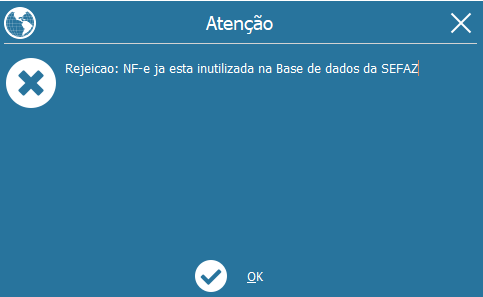 Atenção
Rejeicao: NF-e ja esta inutilizada na Base de dados da SEFAZ
OK